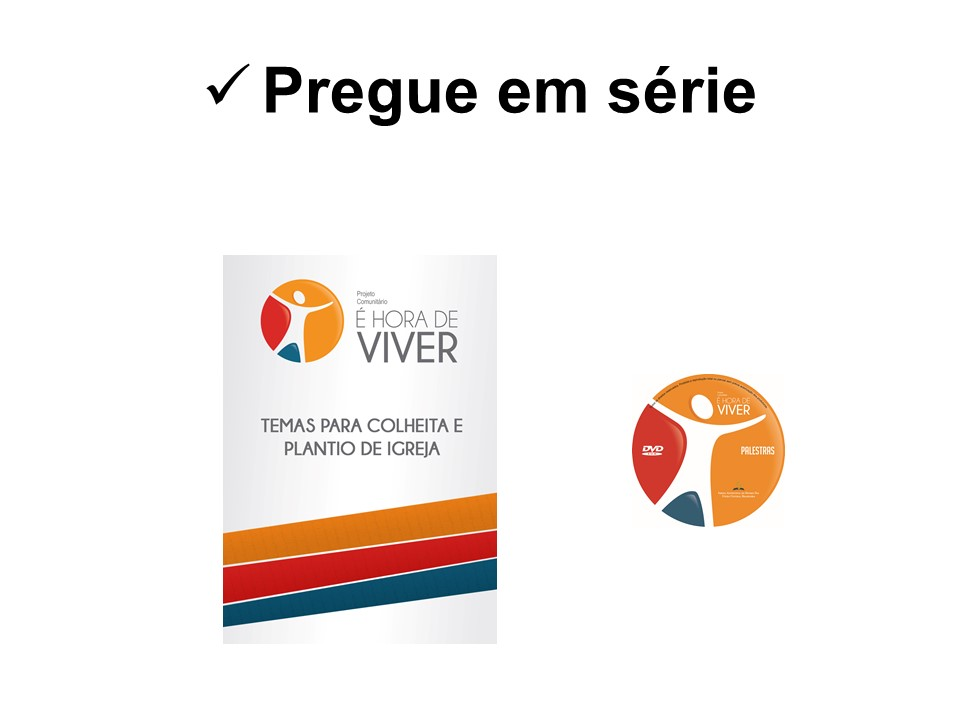 ✓ Pregue em série
Projeto
Comunitário
É HORA DE
VIVER
TEMAS PARA COLHEITA E
PLANTIO DE IGREJA
É HORA DE
VIVER
DVD
PALESTRAS